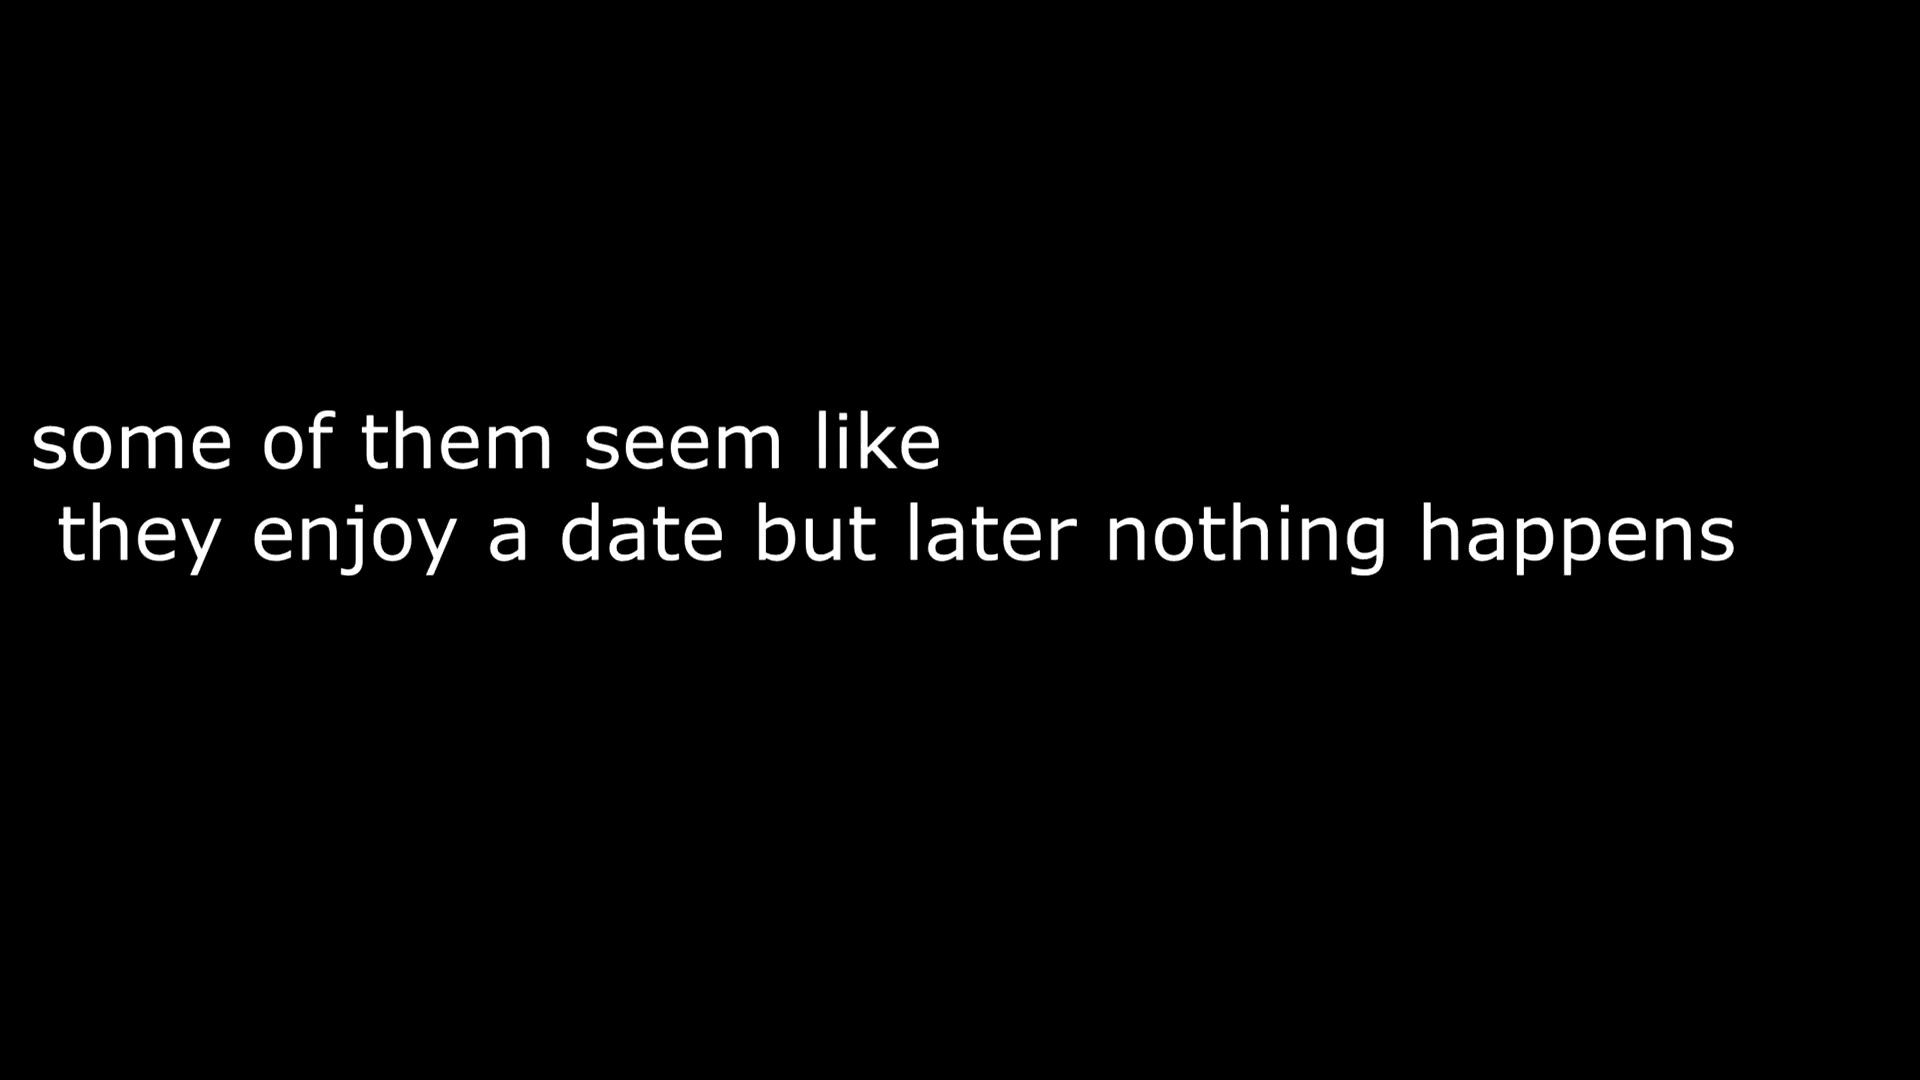 some of them seem like
they enjoy a date but later nothing happens